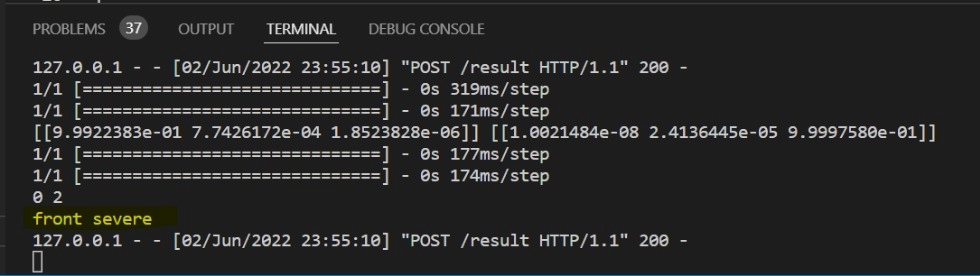 PROBLEMS 37 OUTPUT TERMINAL DEBUG CONSOLE
127.0.0.1 - - [02/Jun/2022 23:55:10] "POST /result HTTP/1.1" 200 -
1/1 [==============================] - 0s 319ms/step
1/1 [==============================] - 0s 171ms/step
[[9.9922383e-01 7.7426172e-04 1.8523828e-06]] [[1.0021484e-08 2.4136445e-05 9.9997580e-01]]
1/1 [==============================] - 0s 177ms/step
1/1 [==============================] - 0s 174ms/step
0 2
front severe
127.0.0.1 - - [02/Jun/2022 23:55:10] "POST /result HTTP/1.1" 200 -